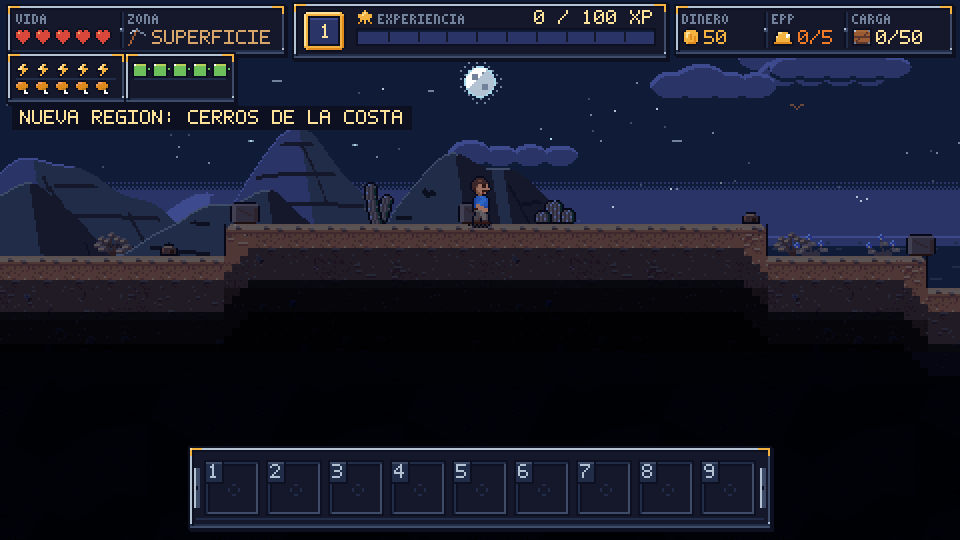 VIDA
ZONA
SUPERFICIE
1
EXPERIENCIA
0 / 100 XP
DINERO
50
EPP
0/5
CARGA
0/50
NUEVA REGION: CERROS DE LA COSTA
1 2 3 4 5 6 7 8 9